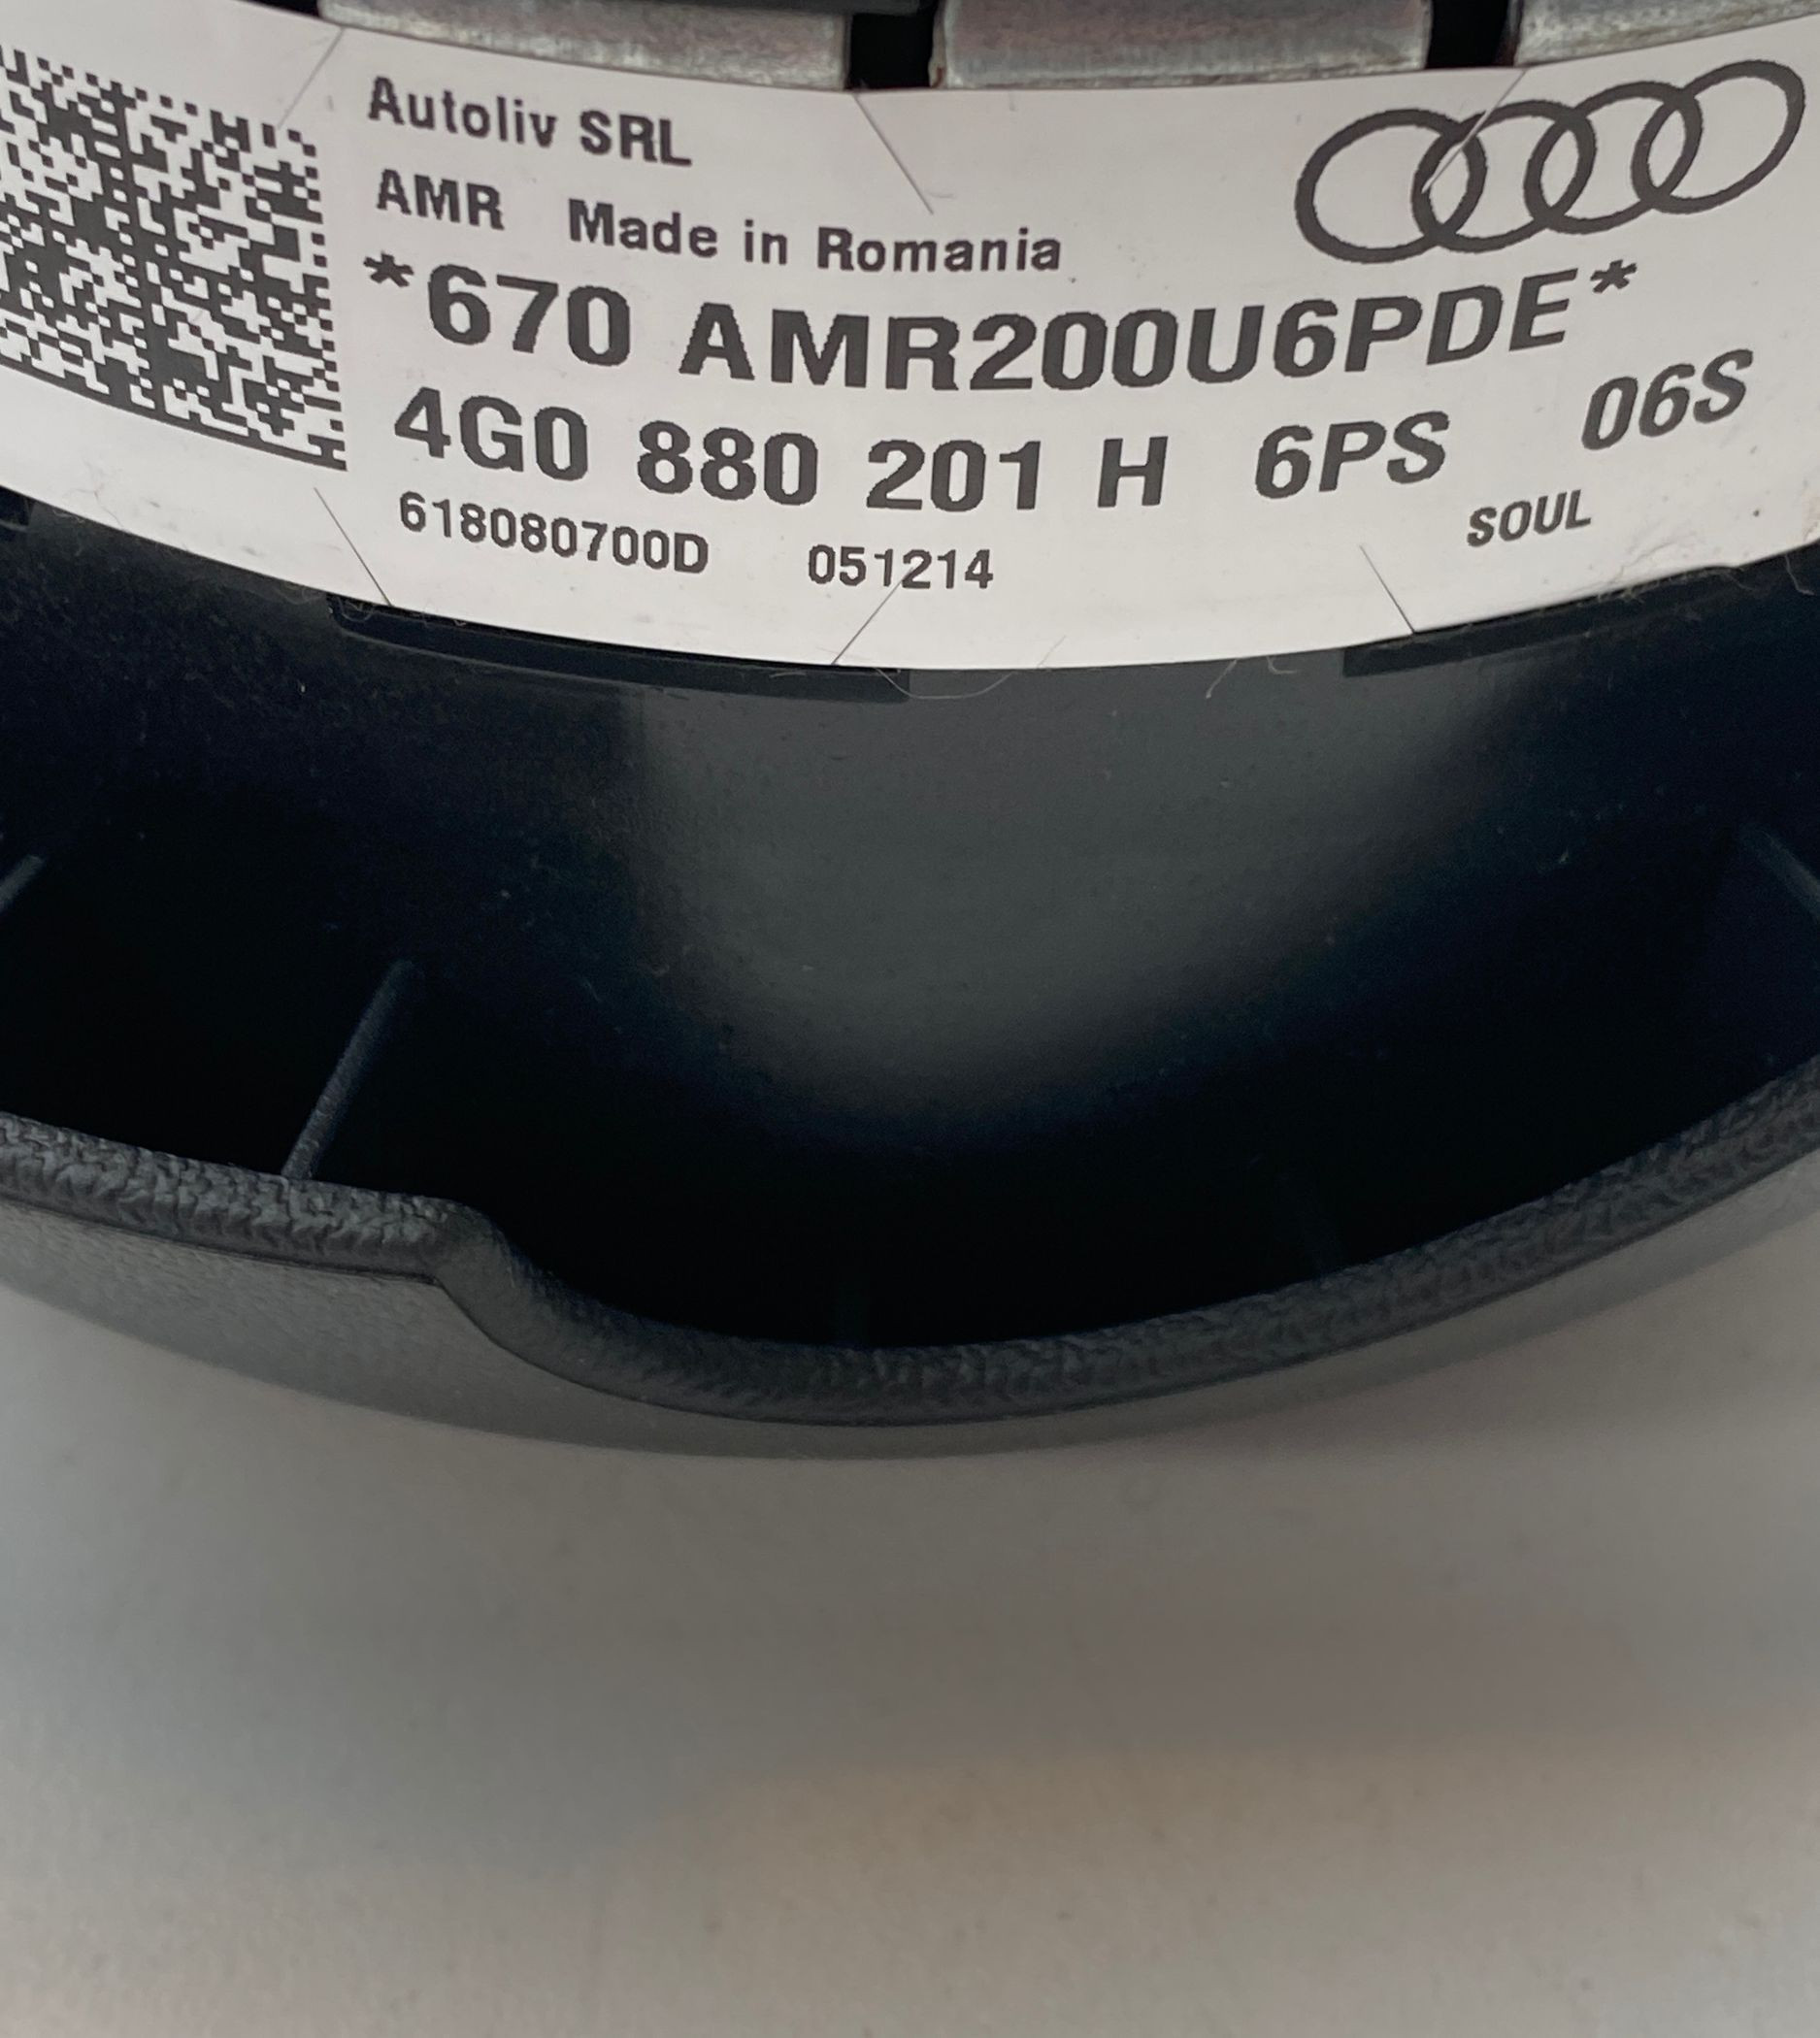 Autoliv SRL
AMR Made in Romania
*670 AMR200U6PDE*
4G0 880 201 H 6PS 06S
618080700D 051214 SOUL